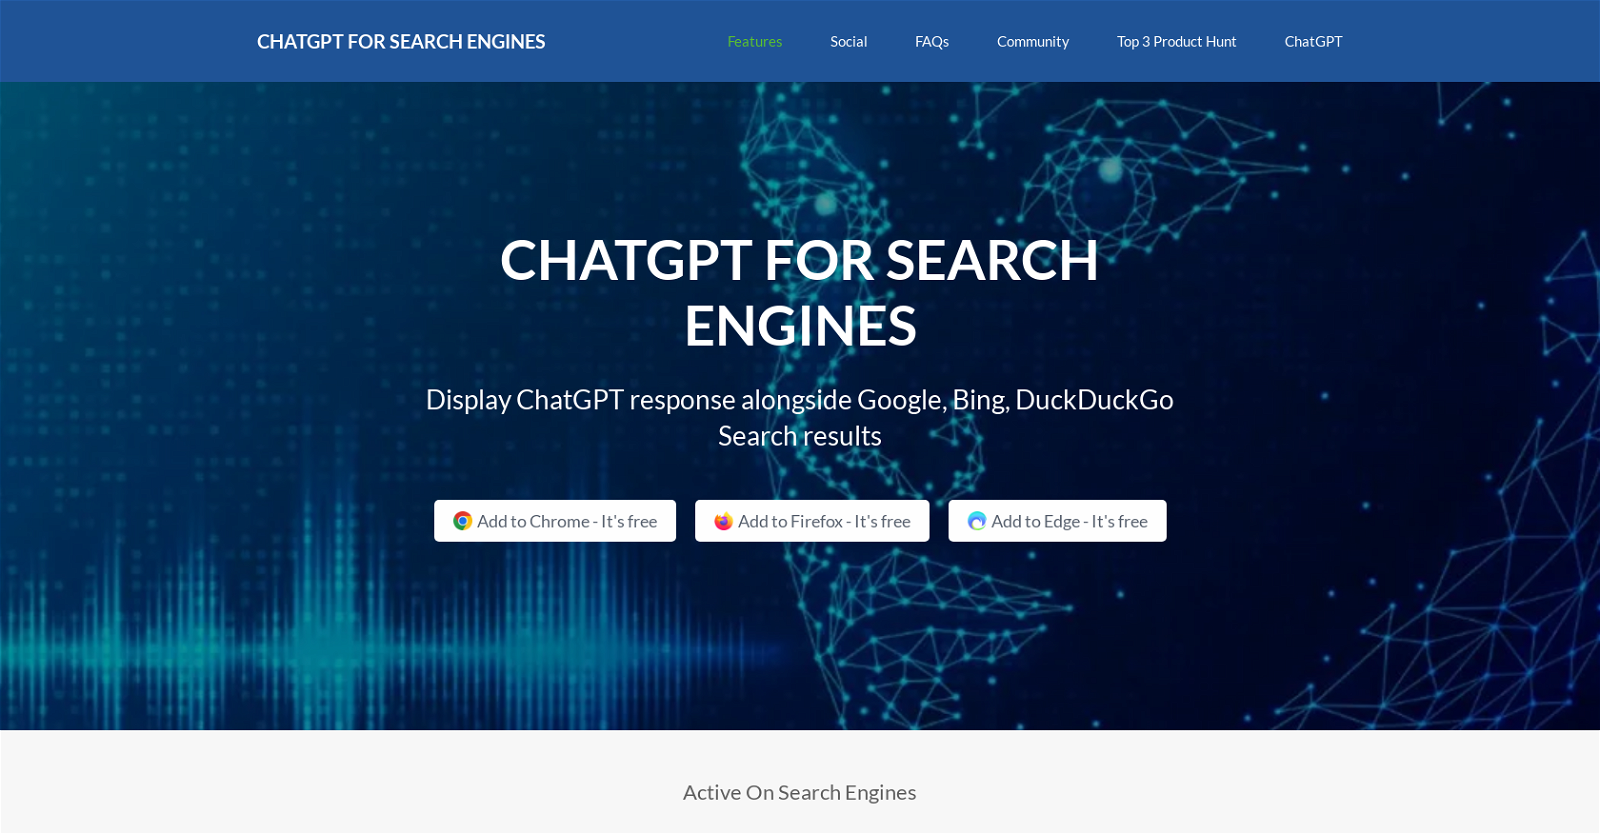 CHATGPT FOR SEARCH ENGINES
Features
Social
FAQs
Community
Top 3 Product Hunt
ChatGPT
CHATGPT FOR SEARCH
ENGINES
Display ChatGPT response alongside Google, Bing, DuckDuckGo
Search results
Add to Chrome - It's free
Add to Firefox - It's free
Add to Edge - It's free
Active On Search Engines